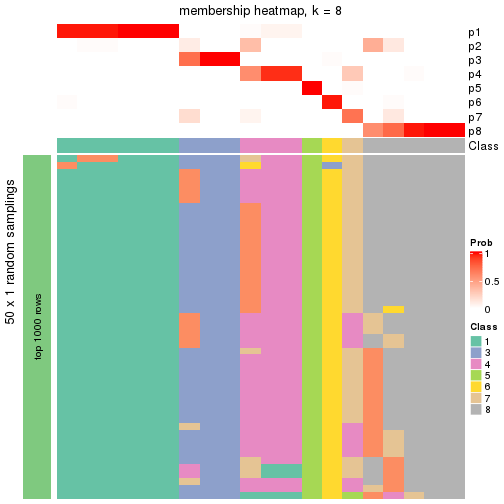 membership heatmap, k = 8
p1
p2
p3
p4
p5
p6
p7
p8
Class
50 x 1 random samplings
top 1000 rows
Prob
1
0.5
0
Class
1
3
4
5
6
7
8